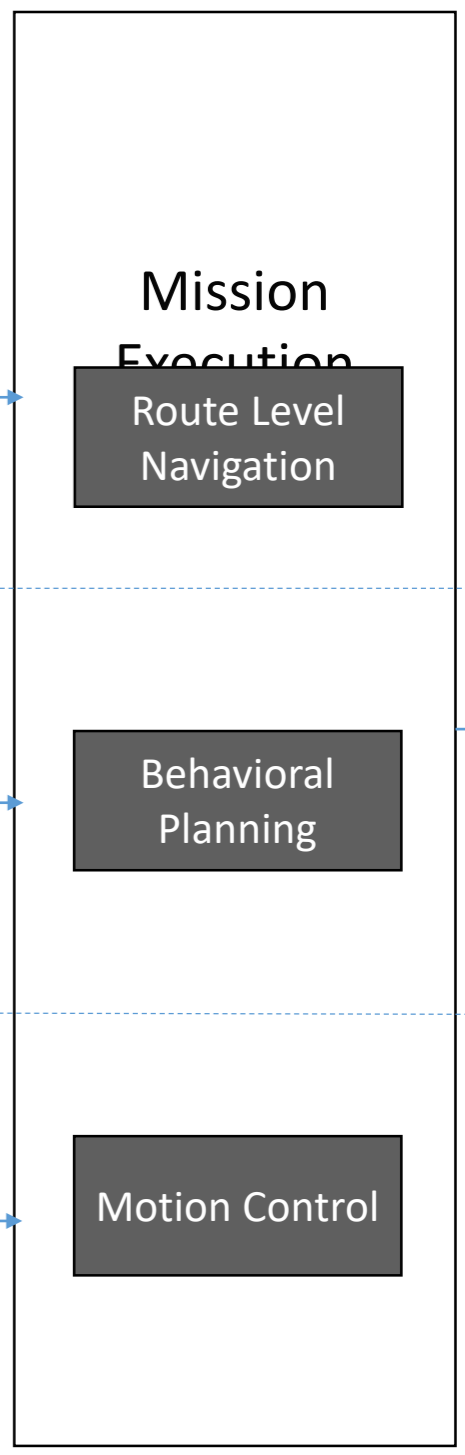 Mission
Execution
Route Level
Navigation
Behavioral
Planning
Motion Control